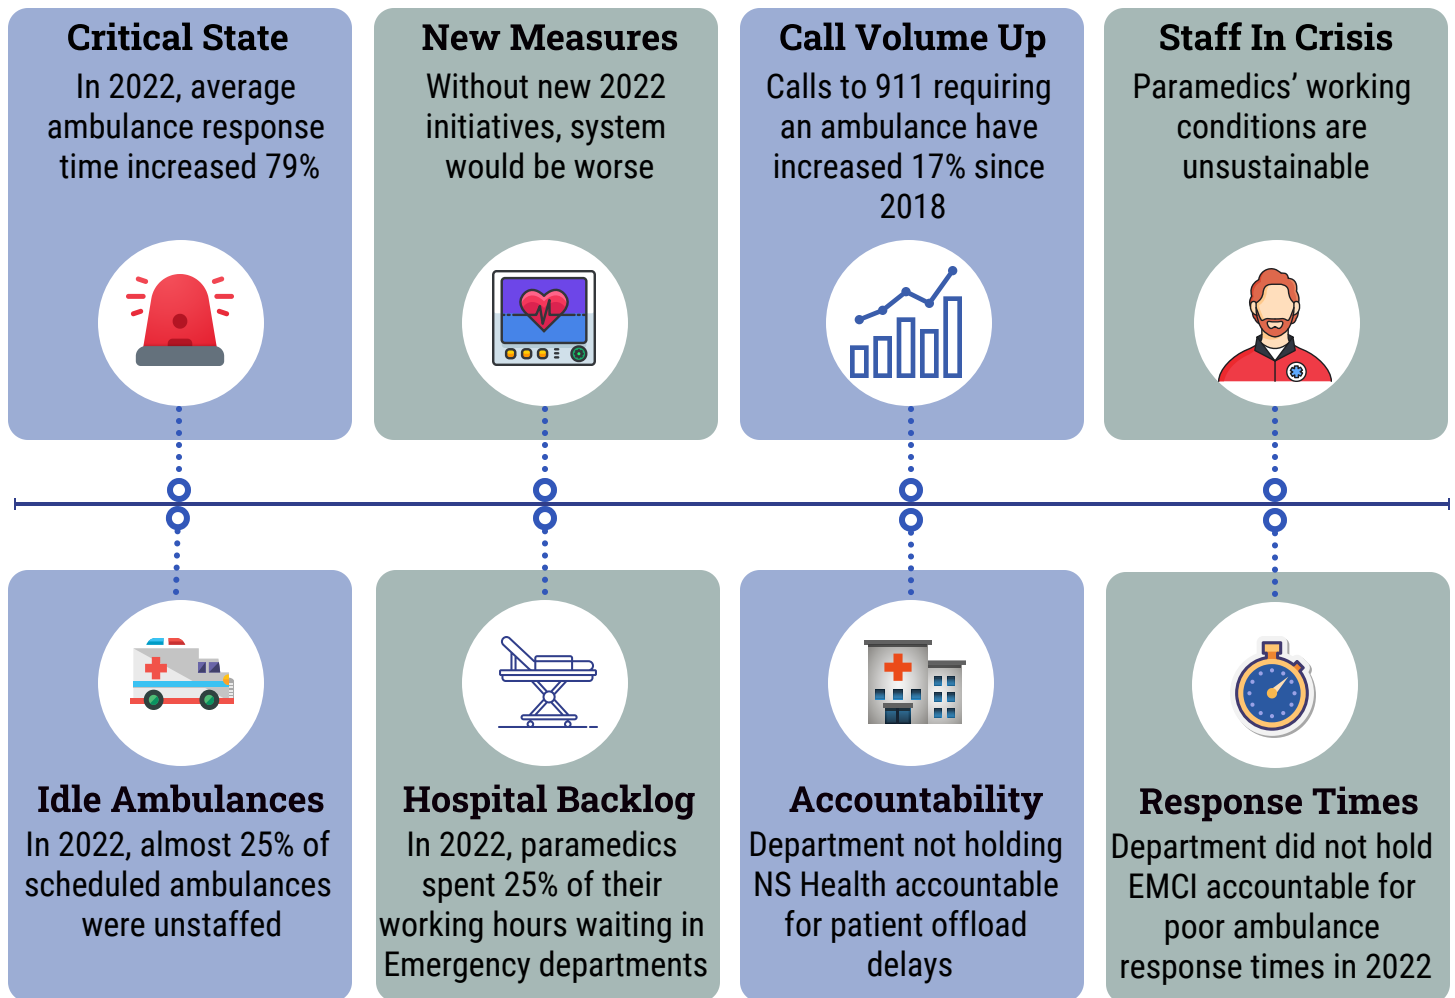 Critical State
In 2022, average
ambulance response
time increased 79%
New Measures
Without new 2022
initiatives, system
would be worse
Call Volume Up
Calls to 911 requiring
an ambulance have
increased 17% since
2018
Staff In Crisis
Paramedics’ working
conditions are
unsustainable
Idle Ambulances
In 2022, almost 25% of
scheduled ambulances
were unstaffed
Hospital Backlog
In 2022, paramedics
spent 25% of their
working hours waiting in
Emergency departments
Accountability
Department not holding
NS Health accountable
for patient offload
delays
Response Times
Department did not hold
EMCI accountable for
poor ambulance
response times in 2022